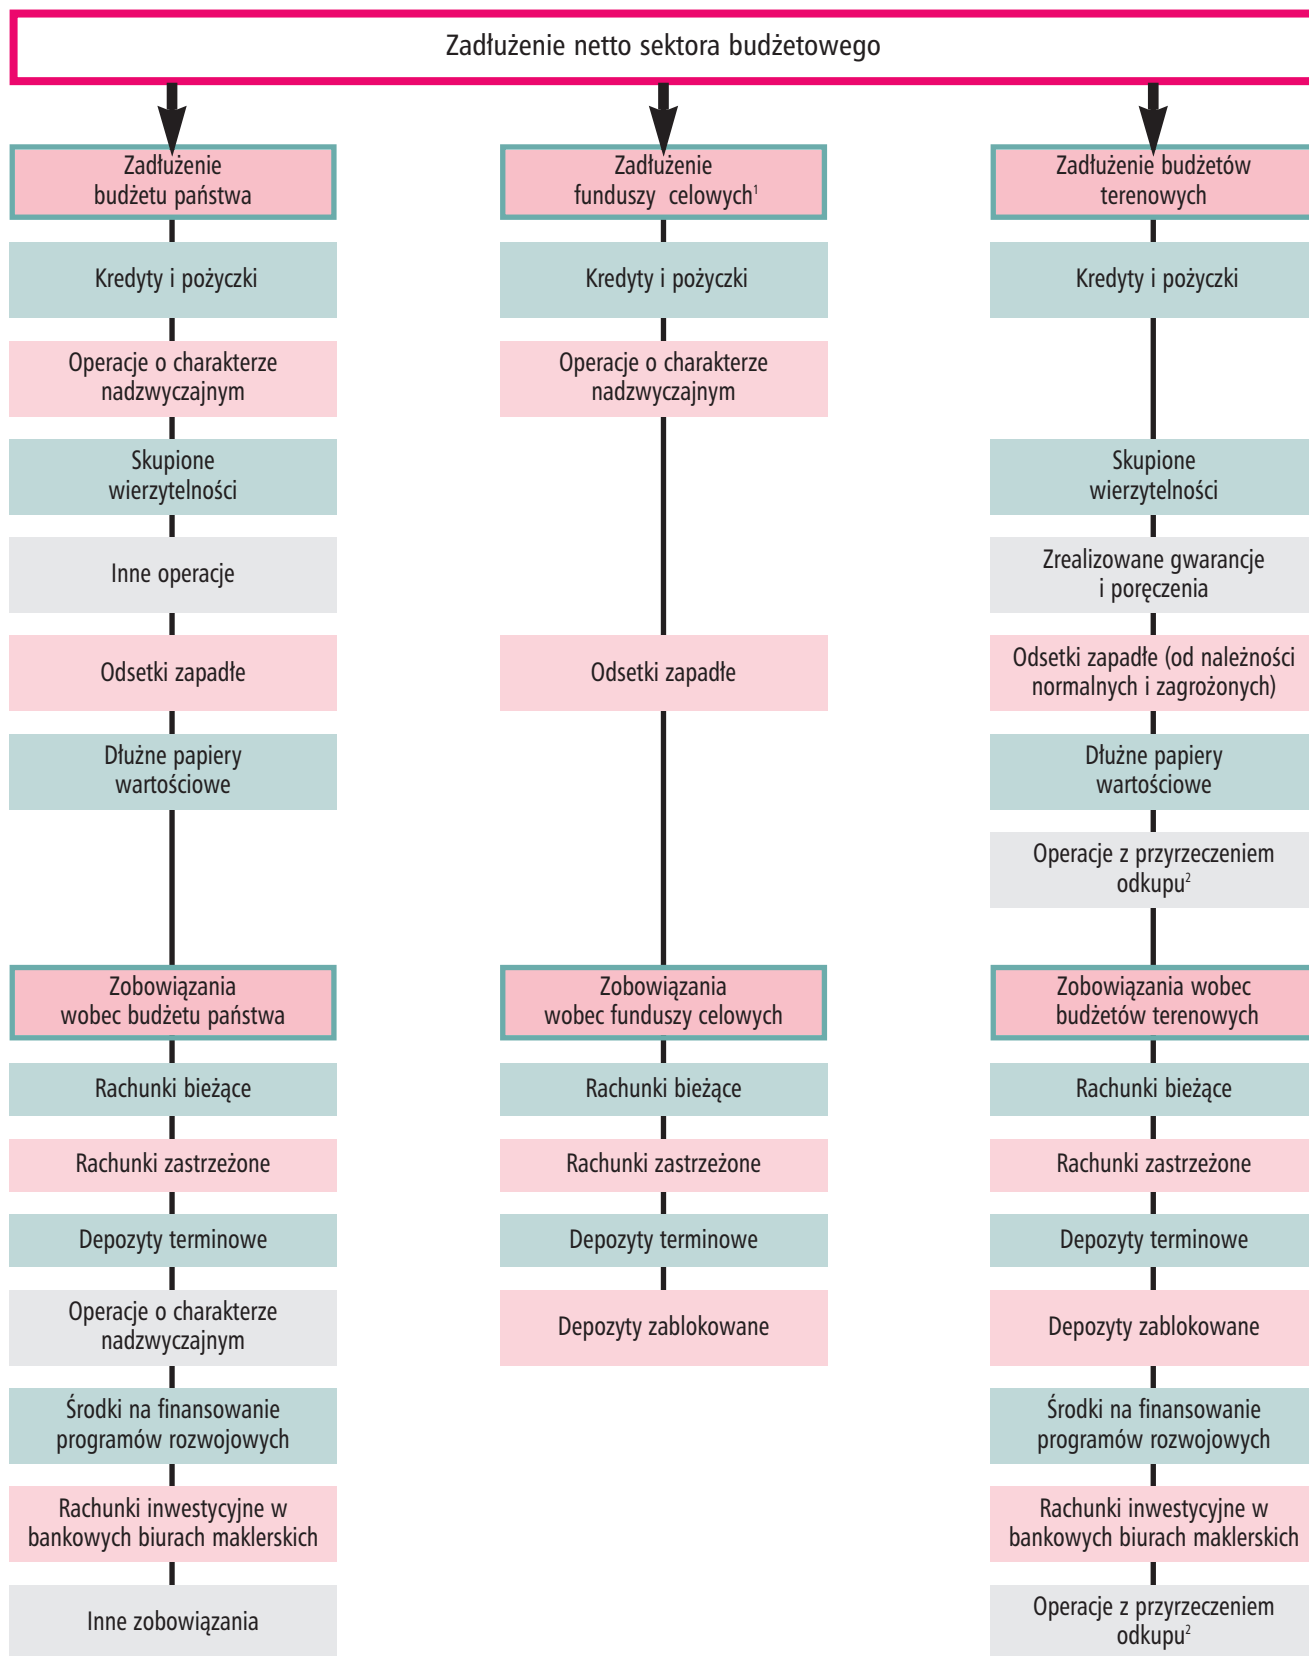 Zadłużenie netto sektora budżetowego
Zadłużenie
budżetu państwa
Kredyty i pożyczki
Operacje o charakterze
nadzwyczajnym
Skupione
wierzytelności
Inne operacje
Odsetki zapadłe
Dłużne papiery
wartościowe
Zobowiązania
wobec budżetu państwa
Rachunki bieżące
Rachunki zastrzeżone
Depozyty terminowe
Operacje o charakterze
nadzwyczajnym
Środki na finansowanie
programów rozwojowych
Rachunki inwestycyjne w
bankowych biurach maklerskich
Inne zobowiązania
Zadłużenie
funduszy celowych¹
Kredyty i pożyczki
Operacje o charakterze
nadzwyczajnym
Odsetki zapadłe
Zobowiązania
wobec funduszy celowych
Rachunki bieżące
Rachunki zastrzeżone
Depozyty terminowe
Depozyty zablokowane
Zadłużenie budżetów
terenowych
Kredyty i pożyczki
Skupione
wierzytelności
Zrealizowane gwarancje
i poręczenia
Odsetki zapadłe (od należności
normalnych i zagrożonych)
Dłużne papiery
wartościowe
Operacje z przyrzeczeniem
odkupu²
Zobowiązania wobec
budżetów terenowych
Rachunki bieżące
Rachunki zastrzeżone
Depozyty terminowe
Depozyty zablokowane
Środki na finansowanie
programów rozwojowych
Rachunki inwestycyjne w
bankowych biurach maklerskich
Operacje z przyrzeczeniem
odkupu²